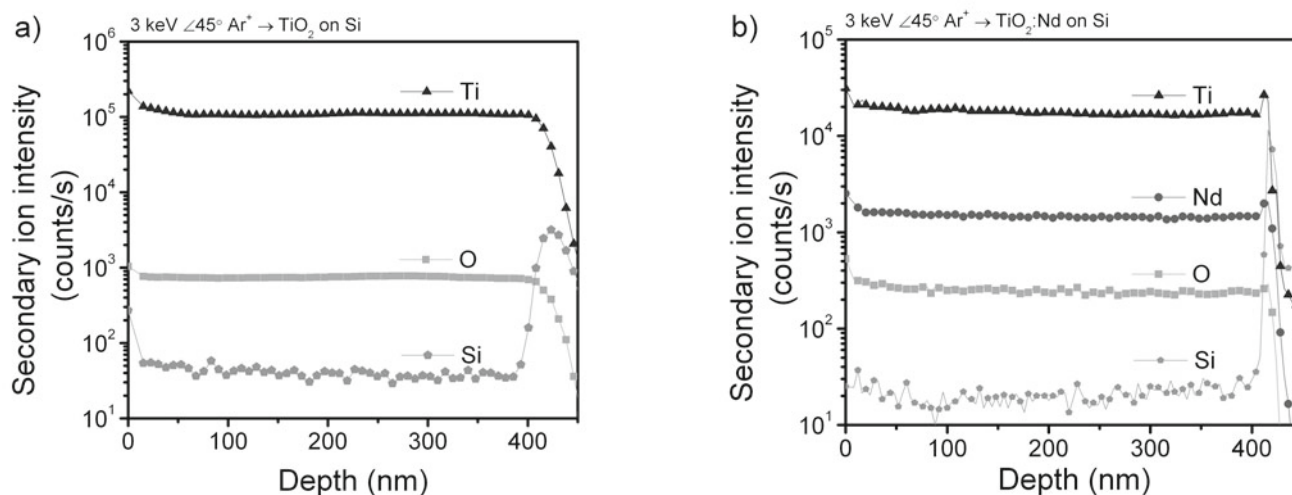 a)
3 keV ∠45° Ar⁺ → TiO₂ on Si
10⁶
10⁵
10⁴
10³
10²
10¹
Secondary ion intensity
(counts/s)
Ti
O
Si
0
100
200
300
400
Depth (nm)
b)
3 keV ∠45° Ar⁺ → TiO₂:Nd on Si
10⁵
10⁴
10³
10²
10¹
Secondary ion intensity
(counts/s)
Ti
Nd
O
Si
0
100
200
300
400
Depth (nm)